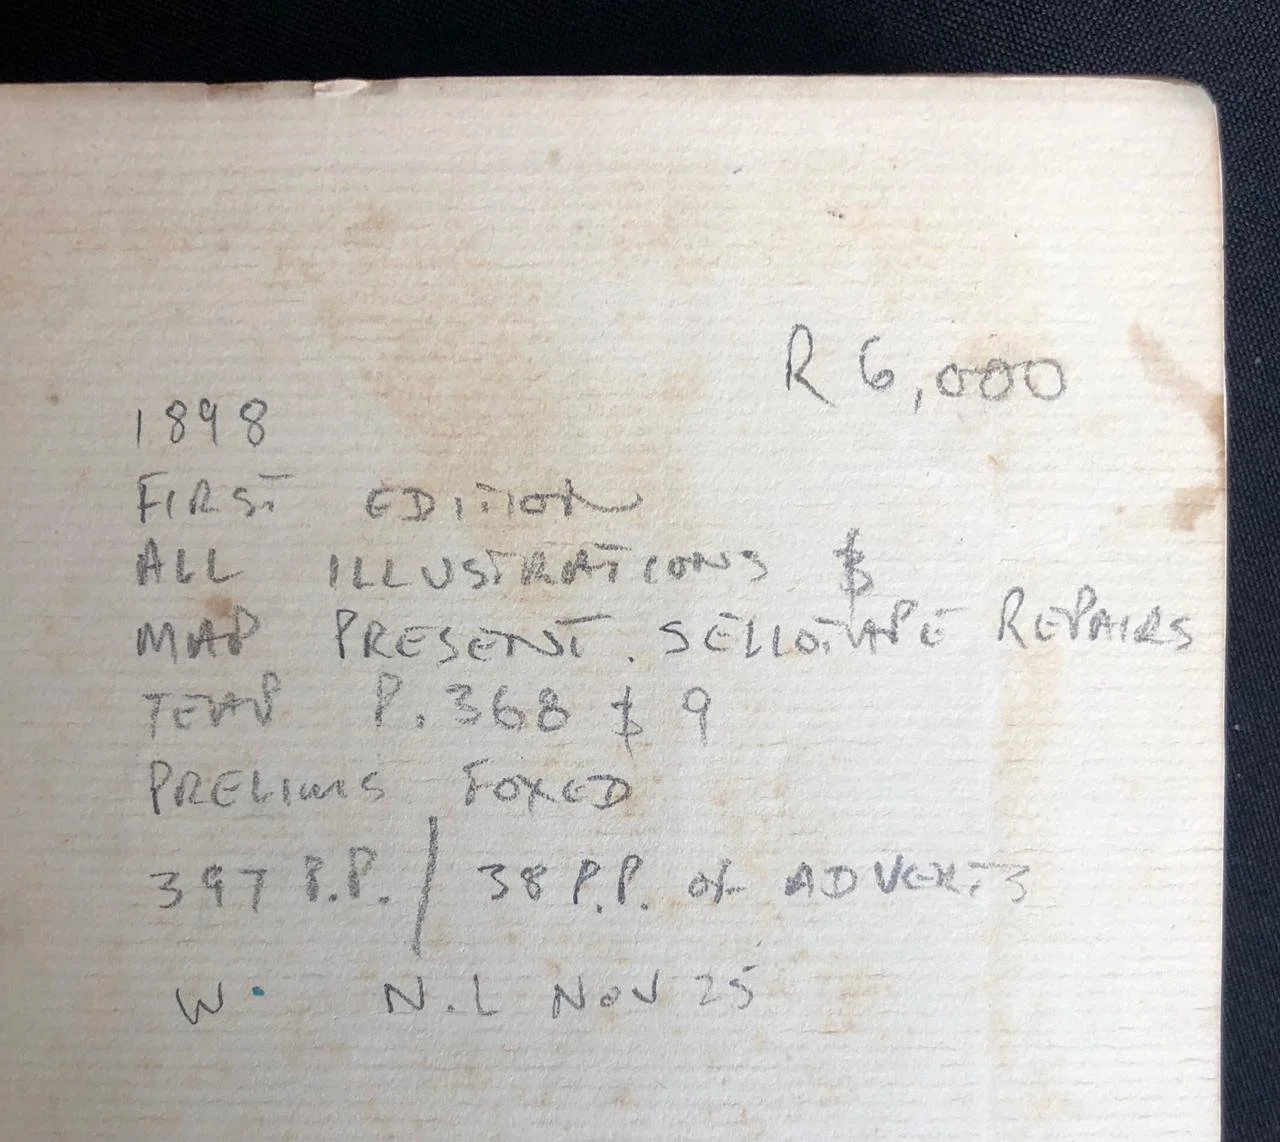 R 6,000
1898
FIRST EDITION
ALL ILLUSTRATIONS &
MAP PRESENT. SELLOTAPE REPAIRS
P. 368 & 9
PRELIMS FOXED
397 P.P. / 38 P.P. of ADVERTS
W. N.L NOV 25